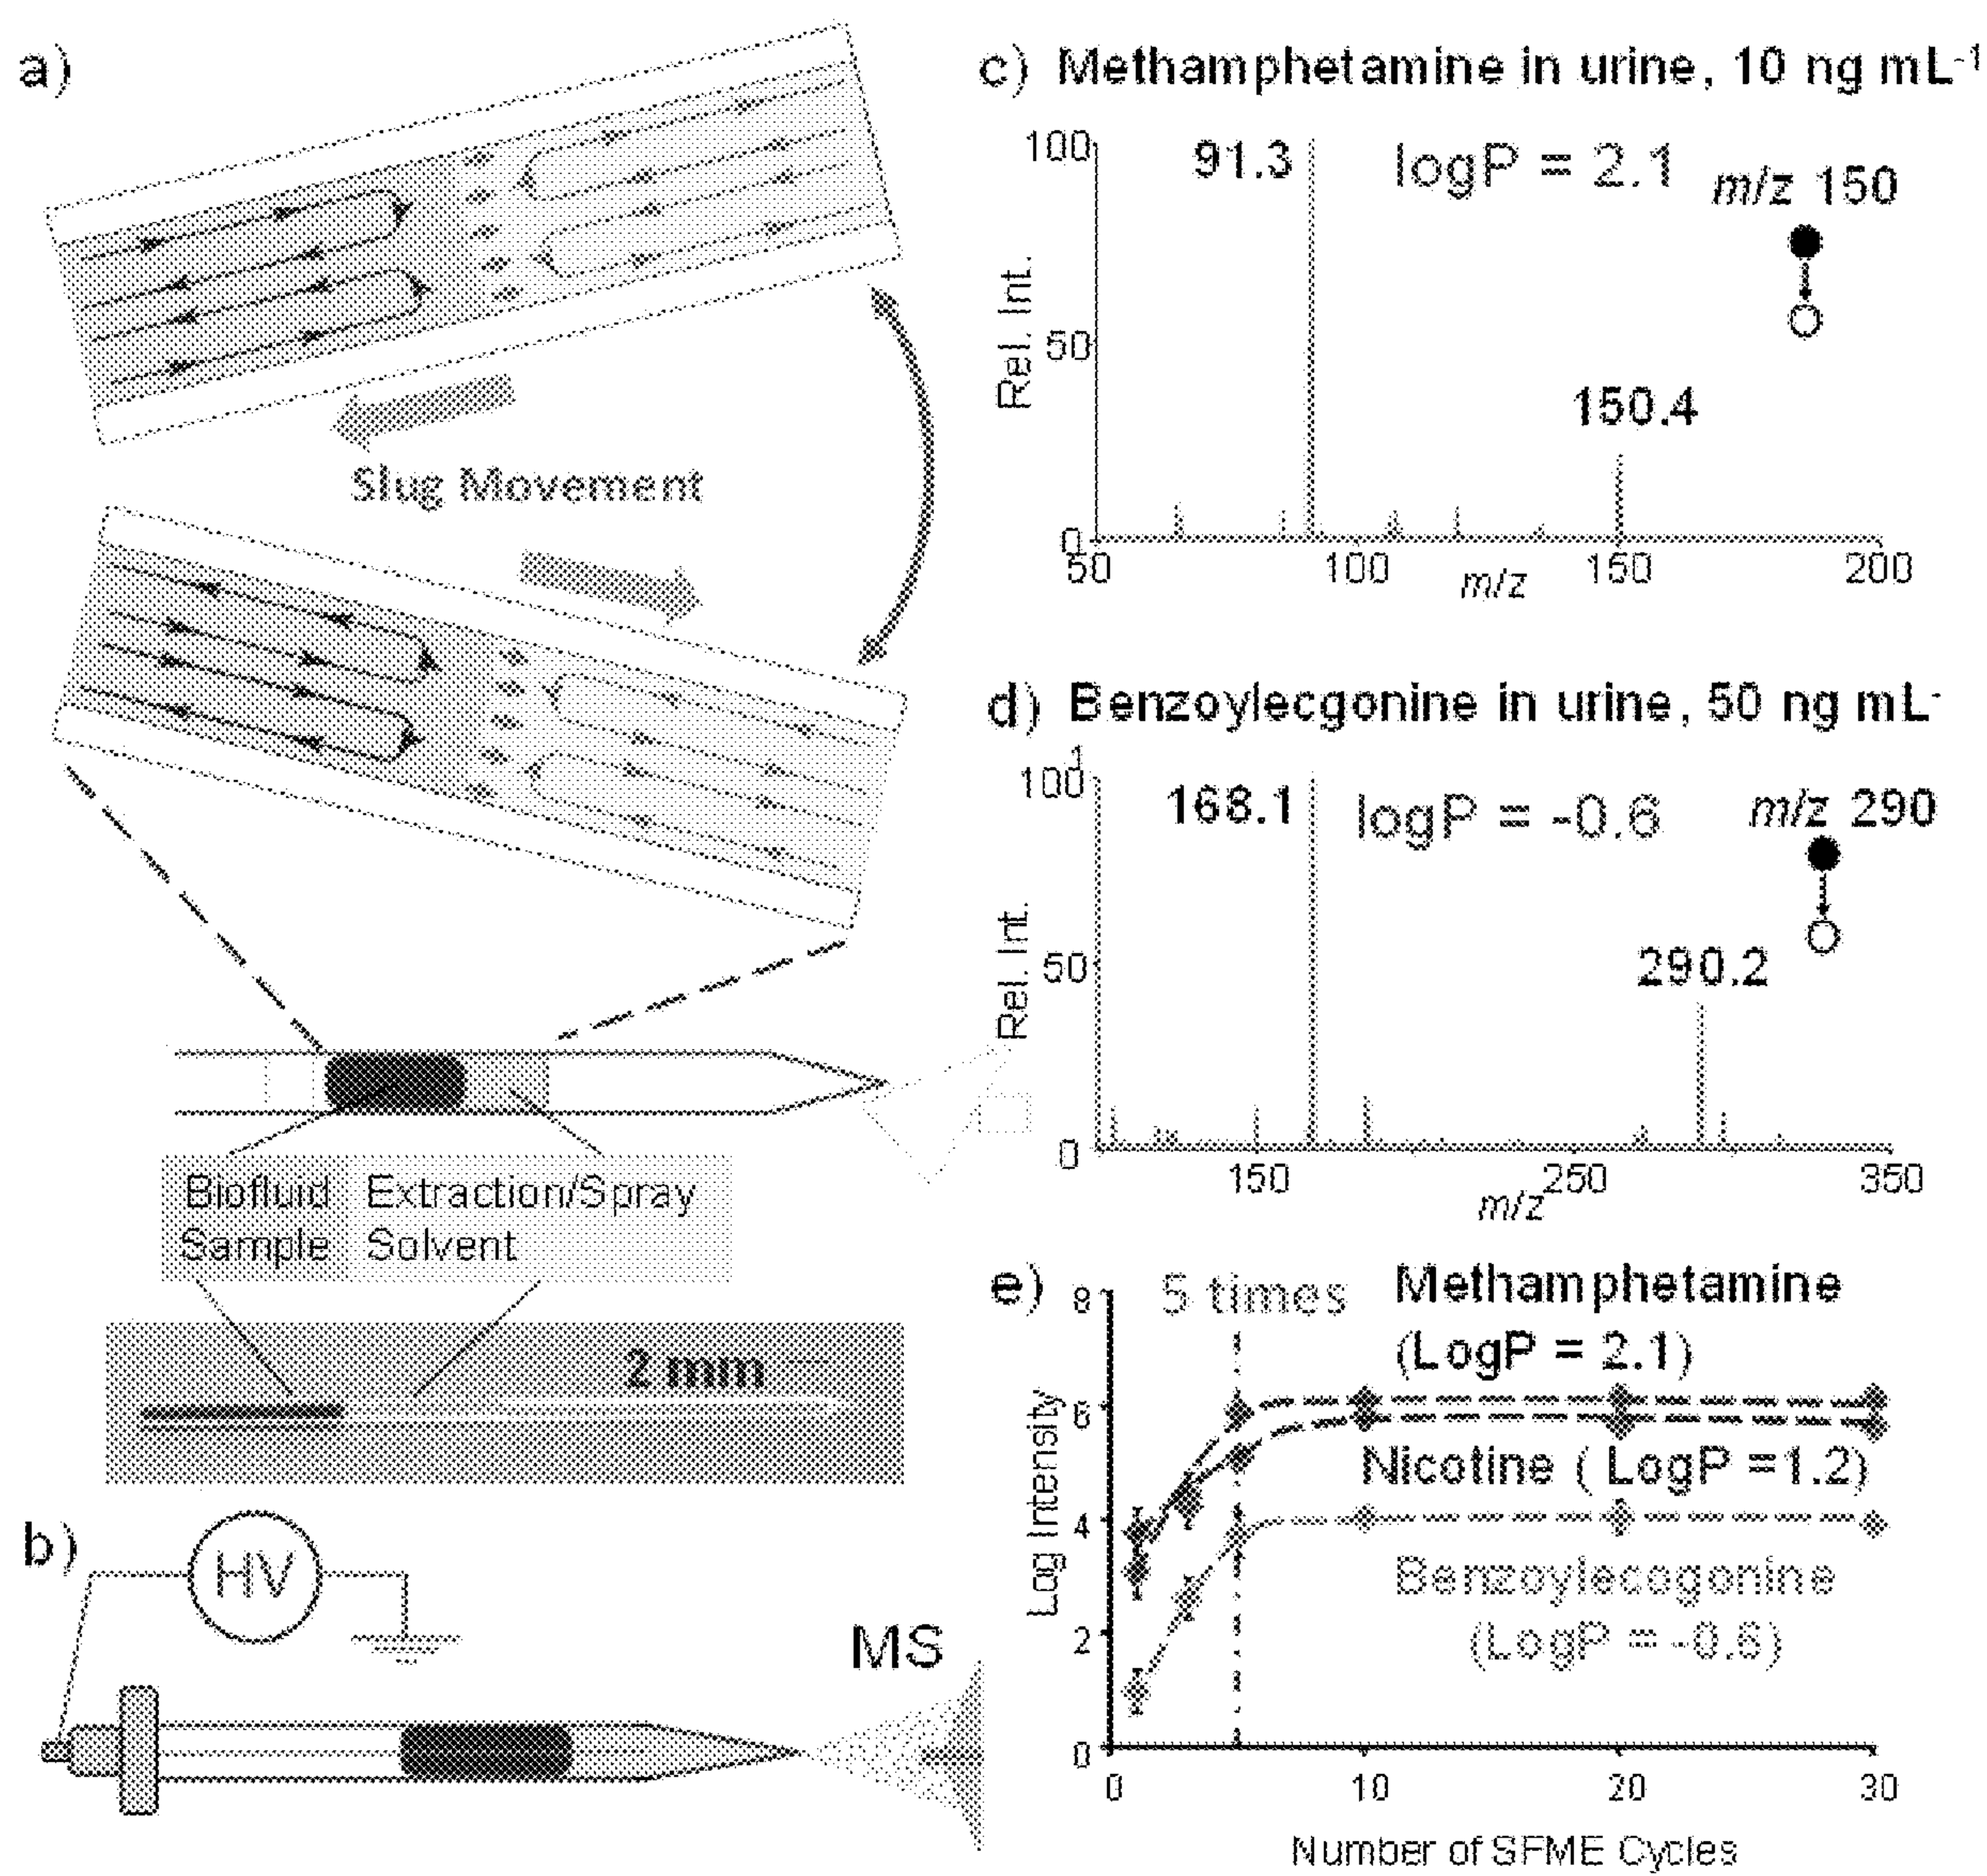 a)
Slug Movement
Biofluid Extraction/Spray
Sample Solvent
2 mm
b)
HV
MS
c) Methamphetamine in urine, 10 ng mL-1
100
91.3
logP = 2.1
m/z 150
Rel. Int.
50
150.4
0
50
100
150
200
m/z
d) Benzoylecgonine in urine, 50 ng mL-
1
100
168.1
logP = -0.6
m/z 290
Rel. Int.
50
290.2
0
150
250
350
m/z
e)
8
5 times
Methamphetamine
(LogP = 2.1)
6
Log Intensity
Nicotine ( LogP =1.2)
4
Benzoylecogonine
(LogP = -0.6)
2
0
0
10
20
30
Number of SFME Cycles